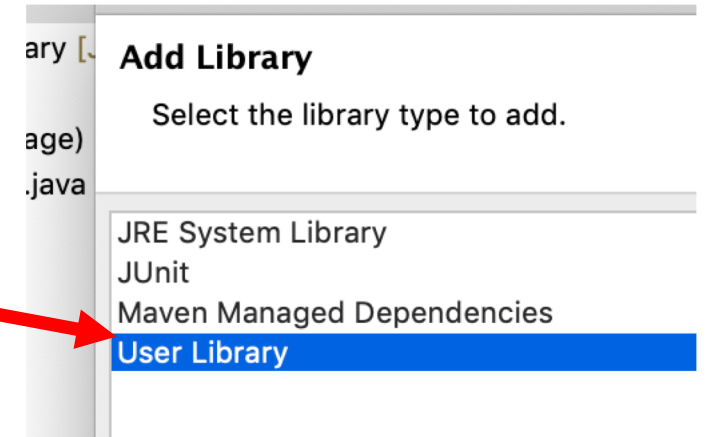 ary [
Add Library
Select the library type to add.
age)
.java
JRE System Library
JUnit
Maven Managed Dependencies
User Library